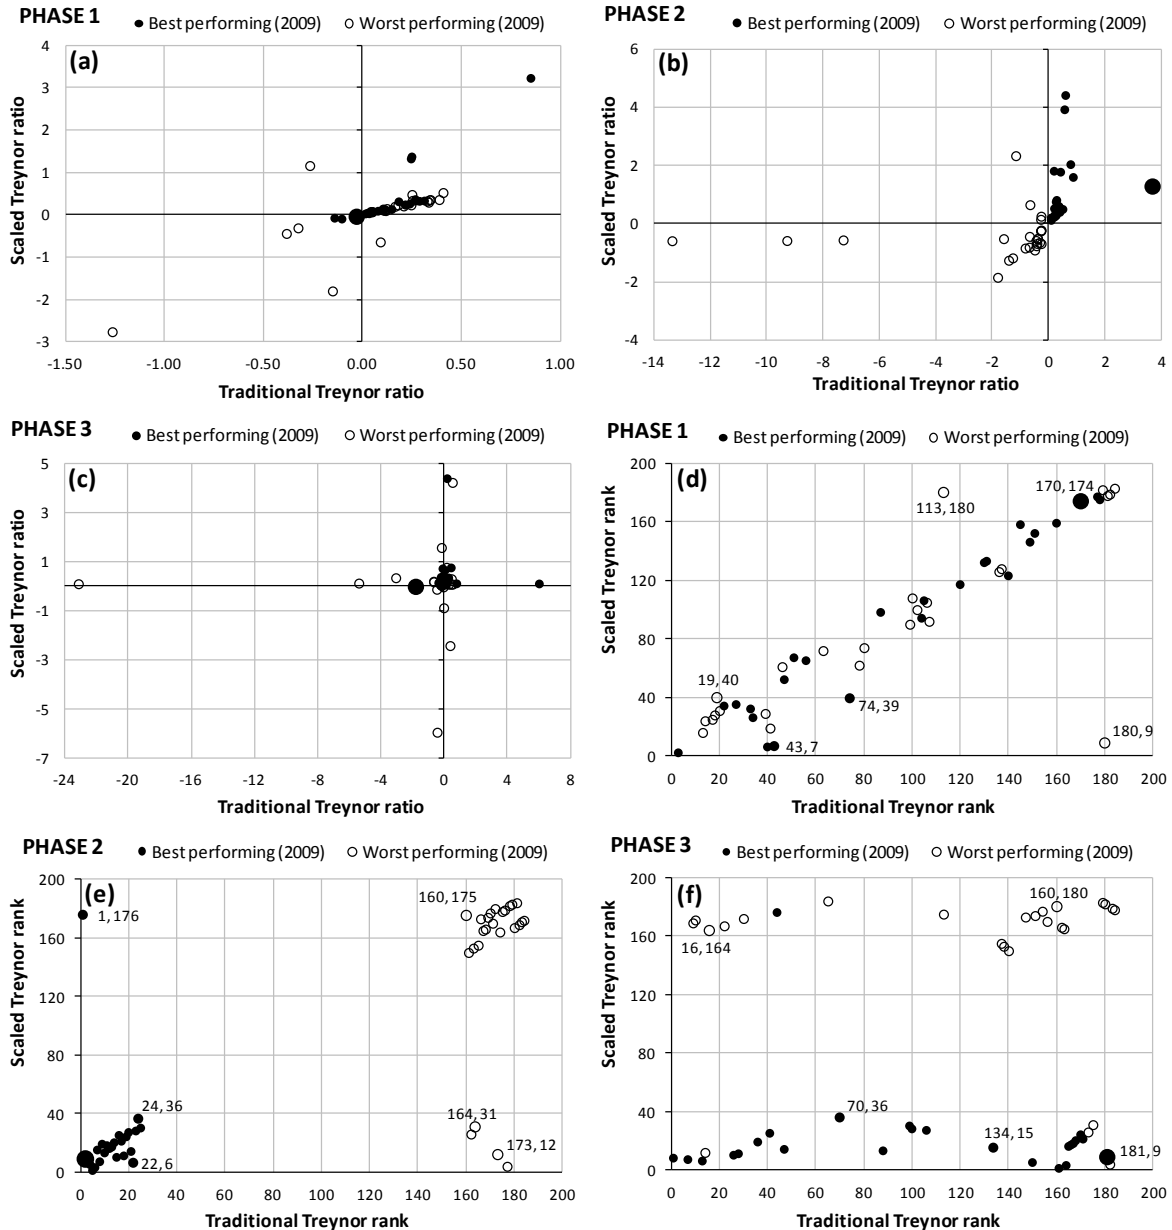 PHASE 1
Best performing (2009) Worst performing (2009)
(a)
Scaled Treynor ratio
4
3
2
1
0
-1
-2
-3
-1.50 -1.00 -0.50 0.00 0.50 1.00
Traditional Treynor ratio
PHASE 2
Best performing (2009) Worst performing (2009)
(b)
Scaled Treynor ratio
6
4
2
0
-2
-4
-14 -12 -10 -8 -6 -4 -2 0 2 4
Traditional Treynor ratio
PHASE 3
Best performing (2009) Worst performing (2009)
(c)
Scaled Treynor ratio
5
3
1
-1
-3
-5
-7
-24 -20 -16 -12 -8 -4 0 4 8
Traditional Treynor ratio
PHASE 1
Best performing (2009) Worst performing (2009)
(d)
Scaled Treynor rank
200
160
120
80
40
0
170, 174
113, 180
19, 40
74, 39
43, 7
180, 9
0 20 40 60 80 100 120 140 160 180 200
Traditional Treynor rank
PHASE 2
Best performing (2009) Worst performing (2009)
(e)
Scaled Treynor rank
200
160
120
80
40
0
160, 175
1, 176
24, 36
164, 31
22, 6
173, 12
0 20 40 60 80 100 120 140 160 180 200
Traditional Treynor rank
PHASE 3
Best performing (2009) Worst performing (2009)
(f)
Scaled Treynor rank
200
160
120
80
40
0
160, 180
16, 164
70, 36
134, 15
181, 9
0 20 40 60 80 100 120 140 160 180 200
Traditional Treynor rank